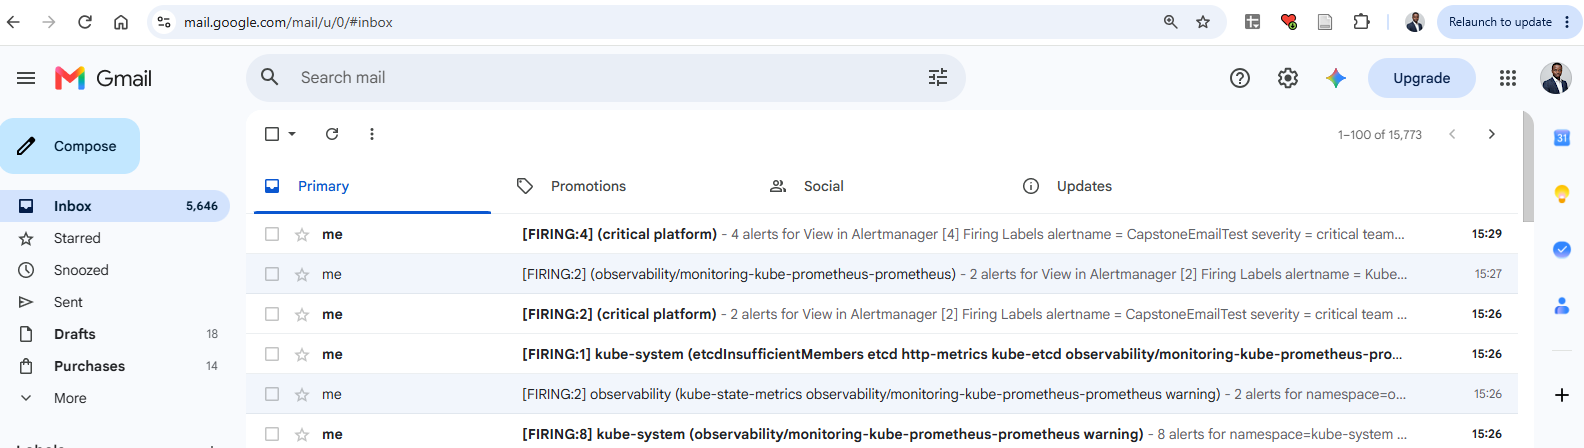 mail.google.com/mail/u/0/#inbox
Relaunch to update
Gmail
Search mail
Upgrade
Compose
1–100 of 15,773
31
Primary
Promotions
Social
Updates
Inbox 5,646
Starred
Snoozed
Sent
Drafts 18
Purchases 14
More
me [FIRING:4] (critical platform) - 4 alerts for View in Alertmanager [4] Firing Labels alertname = CapstoneEmailTest severity = critical team... 15:29
me [FIRING:2] (observability/monitoring-kube-prometheus-prometheus) - 2 alerts for View in Alertmanager [2] Firing Labels alertname = Kube... 15:27
me [FIRING:2] (critical platform) - 2 alerts for View in Alertmanager [2] Firing Labels alertname = CapstoneEmailTest severity = critical team ... 15:26
me [FIRING:1] kube-system (etcdInsufficientMembers etcd http-metrics kube-etcd observability/monitoring-kube-prometheus-pro... 15:26
me [FIRING:2] observability (kube-state-metrics observability/monitoring-kube-prometheus-prometheus warning) - 2 alerts for namespace=o... 15:26
me [FIRING:8] kube-system (observability/monitoring-kube-prometheus-prometheus warning) - 8 alerts for namespace=kube-system ... 15:26